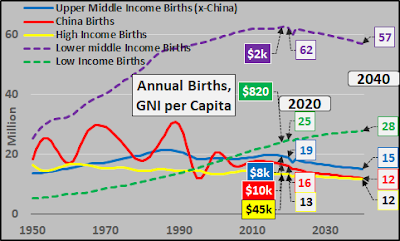 Upper Middle Income Births (x-China)
China Births
High Income Births
Lower middle Income Births
Low Income Births
60
40
20
0
Million
Annual Births,
GNI per Capita
$2k
62
57
$820
2020
2040
25
28
19
15
$8k
$10k
16
12
$45k
13
12
1950
1970
1990
2010
2030